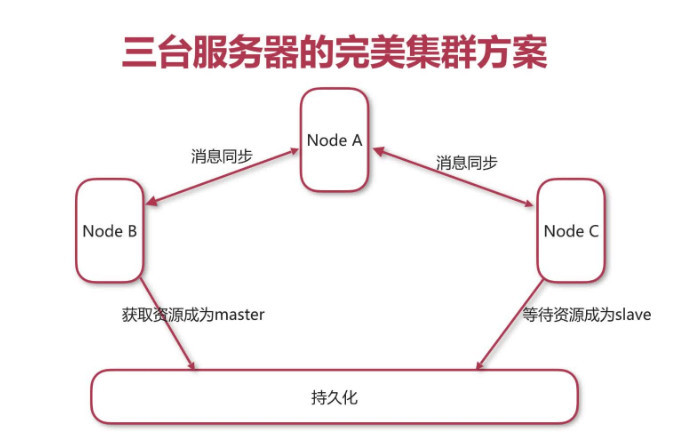 三台服务器的完美集群方案
Node A
消息同步
消息同步
Node B
Node C
获取资源成为master
等待资源成为slave
持久化